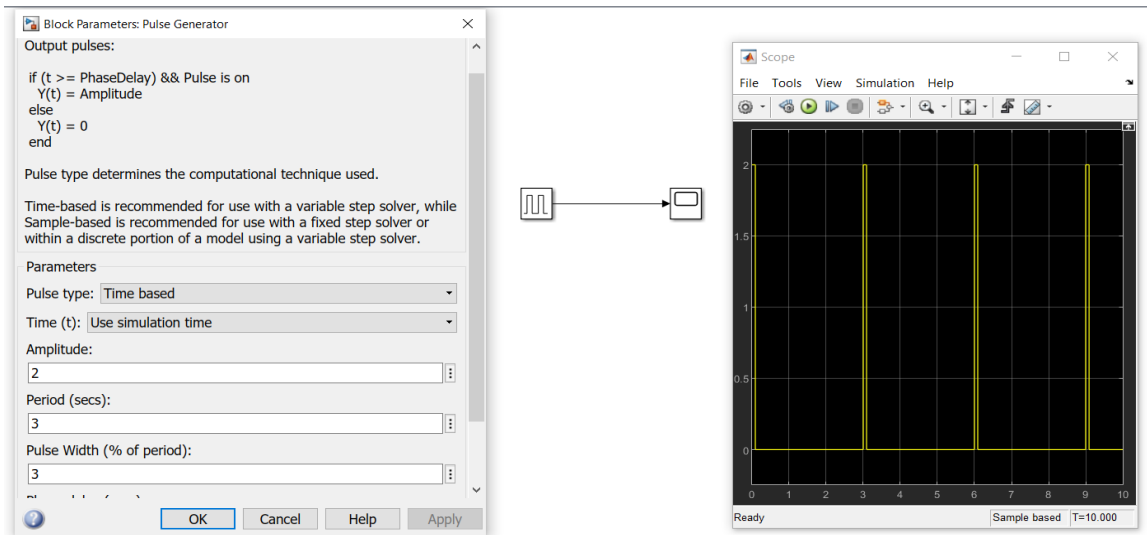 Block Parameters: Pulse Generator
Output pulses:
if (t >= PhaseDelay) && Pulse is on
Y(t) = Amplitude
else
Y(t) = 0
end
Pulse type determines the computational technique used.
Time-based is recommended for use with a variable step solver, while
Sample-based is recommended for use with a fixed step solver or
within a discrete portion of a model using a variable step solver.
Parameters
Pulse type: Time based
Time (t): Use simulation time
Amplitude:
2
Period (secs):
3
Pulse Width (% of period):
3
OK Cancel Help Apply
Scope
File Tools View Simulation Help
2
1.5
1
0.5
0
0 1 2 3 4 5 6 7 8 9 10
Ready Sample based T=10.000